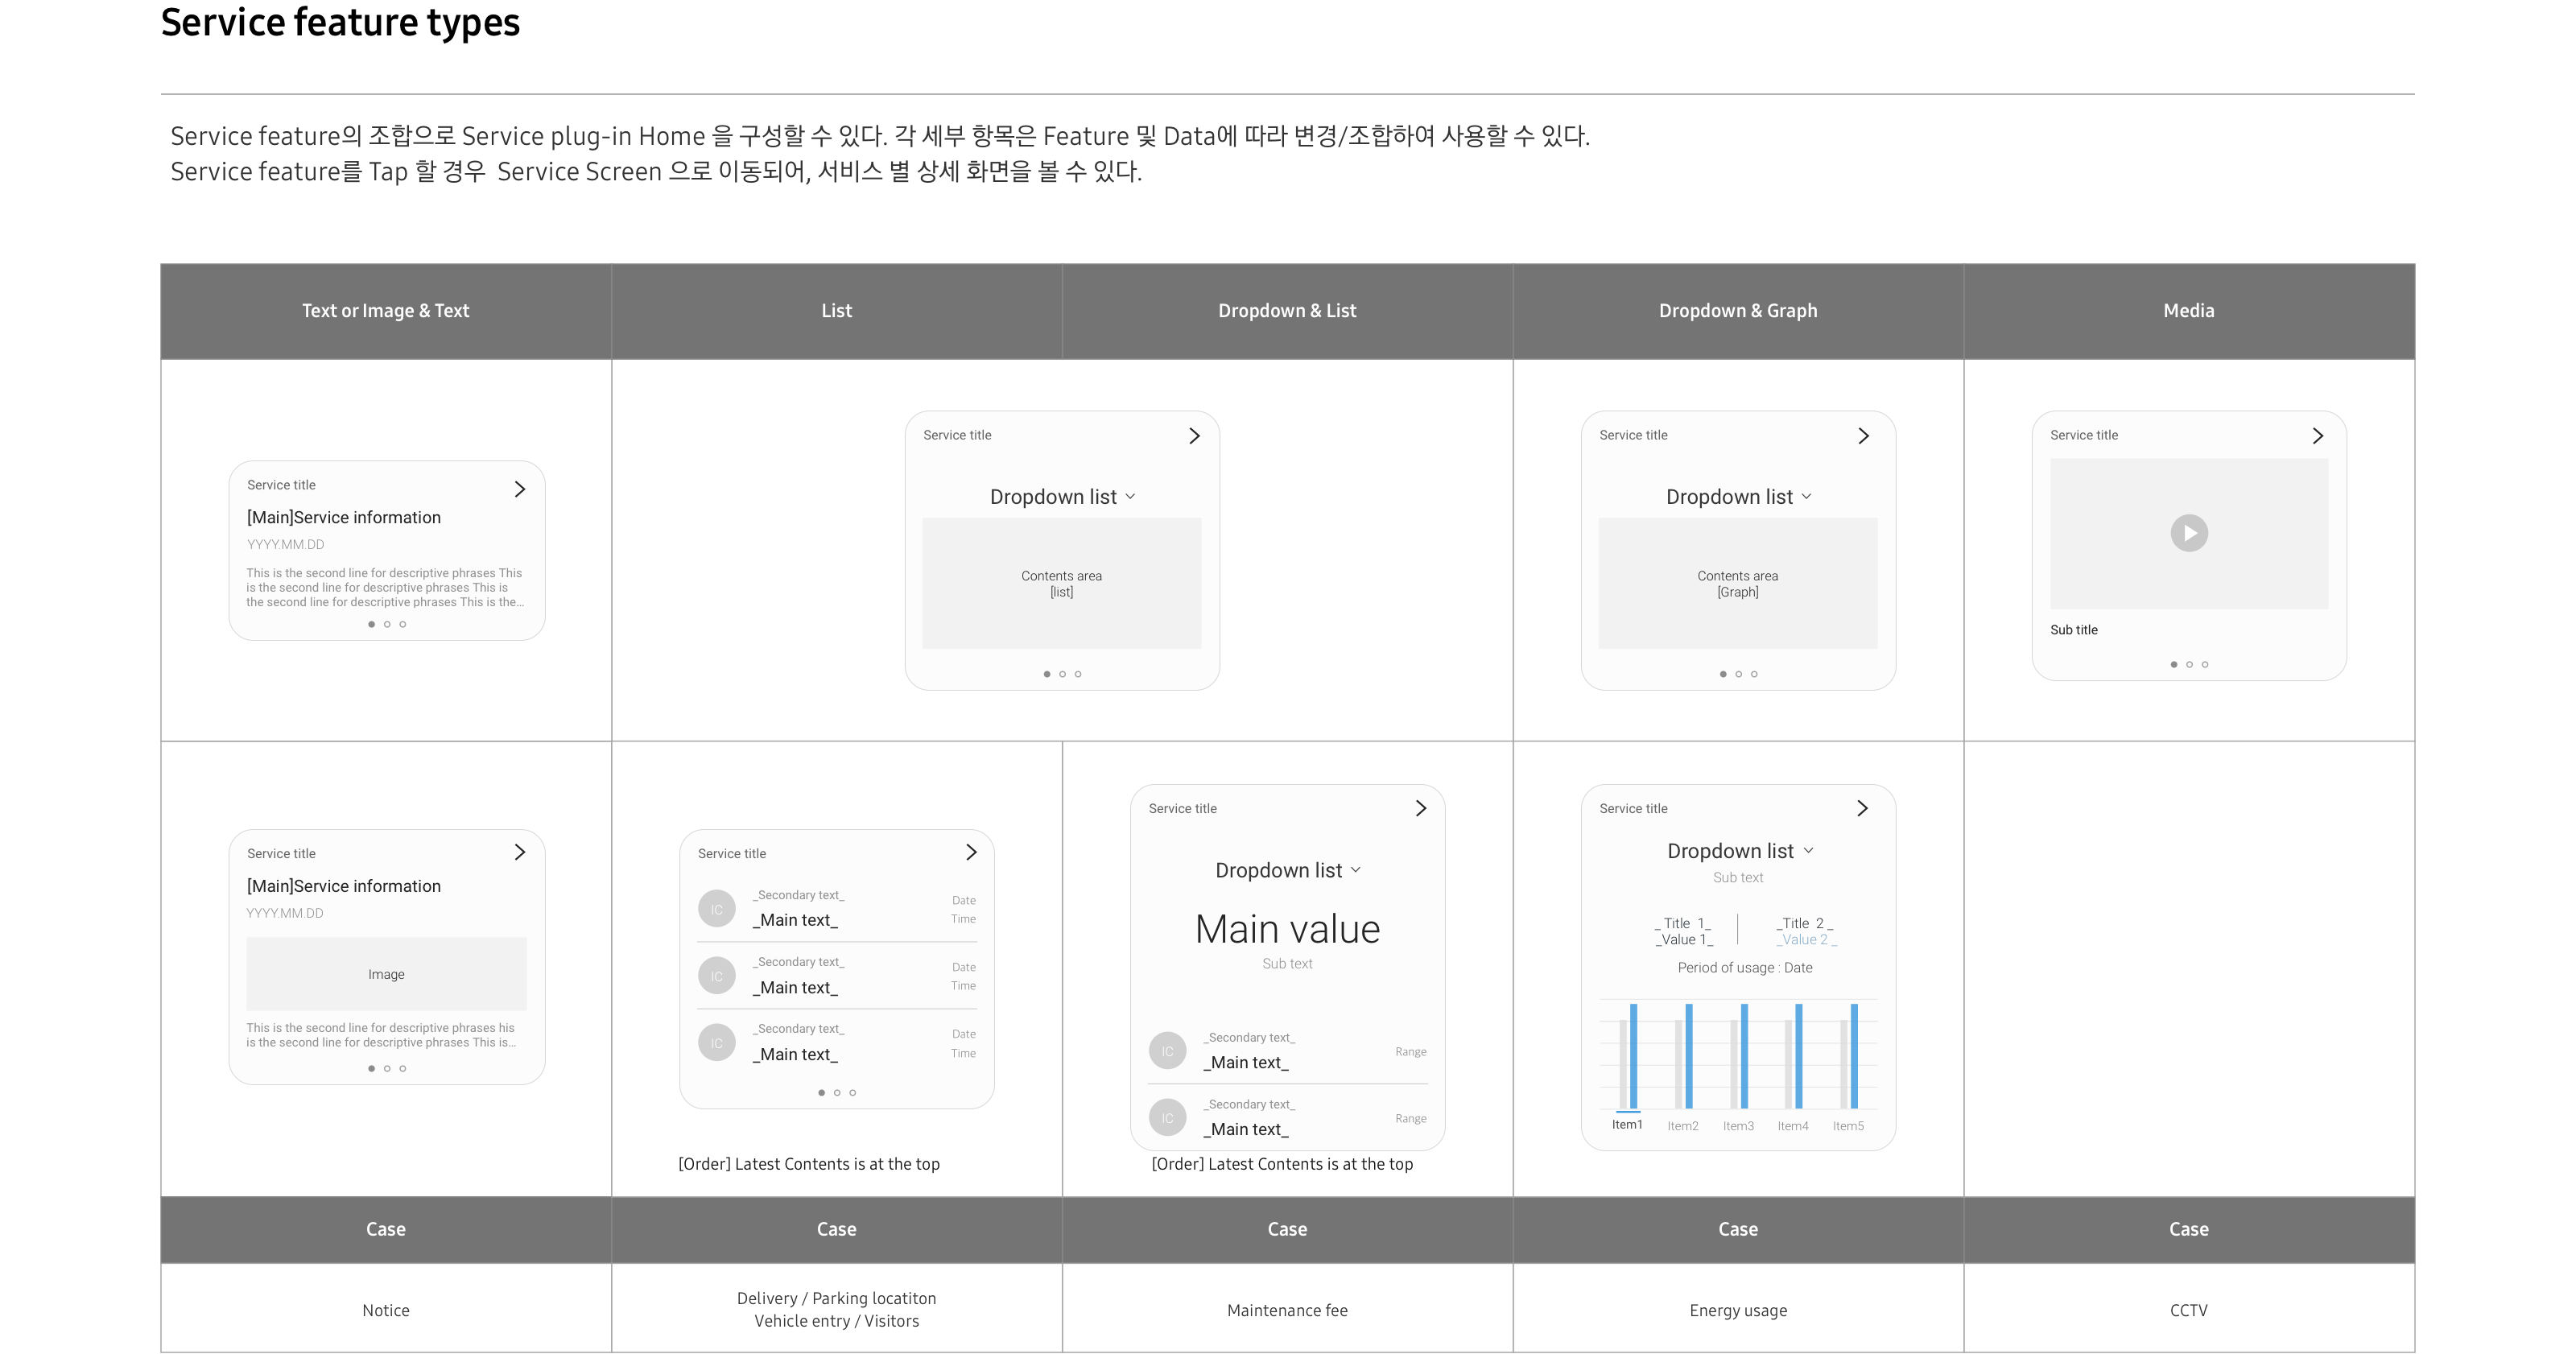 Service feature types
Service feature의 조합으로 Service plug-in Home 을 구성할 수 있다. 각 세부 항목은 Feature 및 Data에 따라 변경/조합하여 사용할 수 있다.
Service feature를 Tap 할 경우  Service Screen 으로 이동되어, 서비스 별 상세 화면을 볼 수 있다.
Text or Image & Text
List
Dropdown & List
Dropdown & Graph
Media
Service title
[Main]Service information
YYYY.MM.DD
This is the second line for descriptive phrases This
is the second line for descriptive phrases This is
the second line for descriptive phrases This is the...
Service title
Dropdown list
Contents area
[list]
Service title
Dropdown list
Contents area
[Graph]
Service title
Sub title
Service title
[Main]Service information
YYYY.MM.DD
Image
This is the second line for descriptive phrases his
is the second line for descriptive phrases This is...
Service title
IC
_Secondary text_
_Main text_
Date
Time
IC
_Secondary text_
_Main text_
Date
Time
IC
_Secondary text_
_Main text_
Date
Time
[Order] Latest Contents is at the top
Service title
Dropdown list
Main value
Sub text
IC
_Secondary text_
_Main text_
Range
IC
_Secondary text_
_Main text_
Range
[Order] Latest Contents is at the top
Service title
Dropdown list
Sub text
_ Title  1_
_Value 1_
_Title  2 _
_Value 2 _
Period of usage : Date
Item1 Item2 Item3 Item4 Item5
Case
Case
Case
Case
Case
Notice
Delivery / Parking locatiton
Vehicle entry / Visitors
Maintenance fee
Energy usage
CCTV